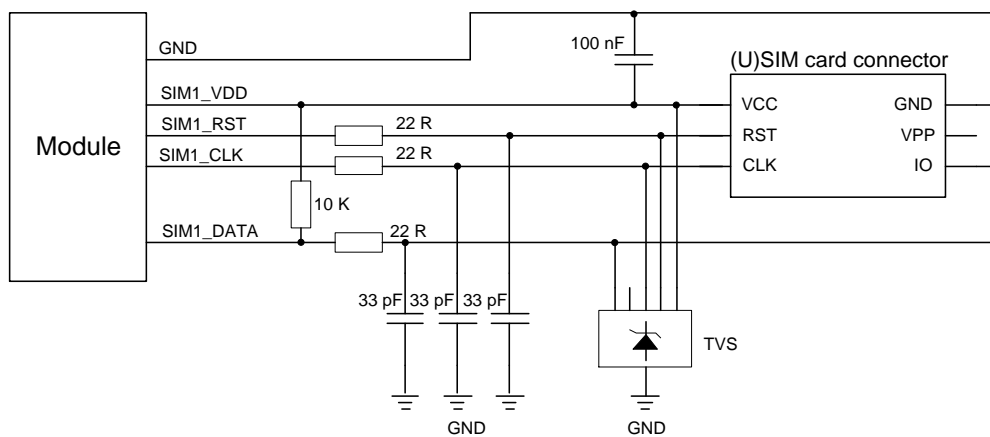 GND
100 nF
(U)SIM card connector
SIM1_VDD
VCC
GND
SIM1_RST
22 R
RST
VPP
Module
SIM1_CLK
22 R
CLK
IO
10 K
SIM1_DATA
22 R
33 pF
33 pF
33 pF
TVS
GND
GND